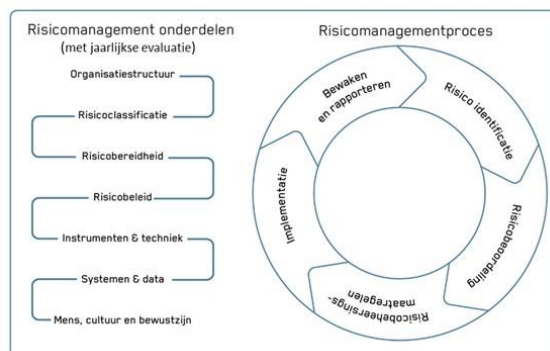 Risicomanagement onderdelen
(met jaarlijkse evaluatie)
Organisatiestructuur
Risicoclassificatie
Risicobereidheid
Risicobeleid
Instrumenten & techniek
Systemen & data
Mens, cultuur en bewustzijn
Risicomanagementproces
Bewaken
en rapporteren
Risico identificatie
Risicobeoordeling
Risicobeheersings-
maatregelen
Implementatie